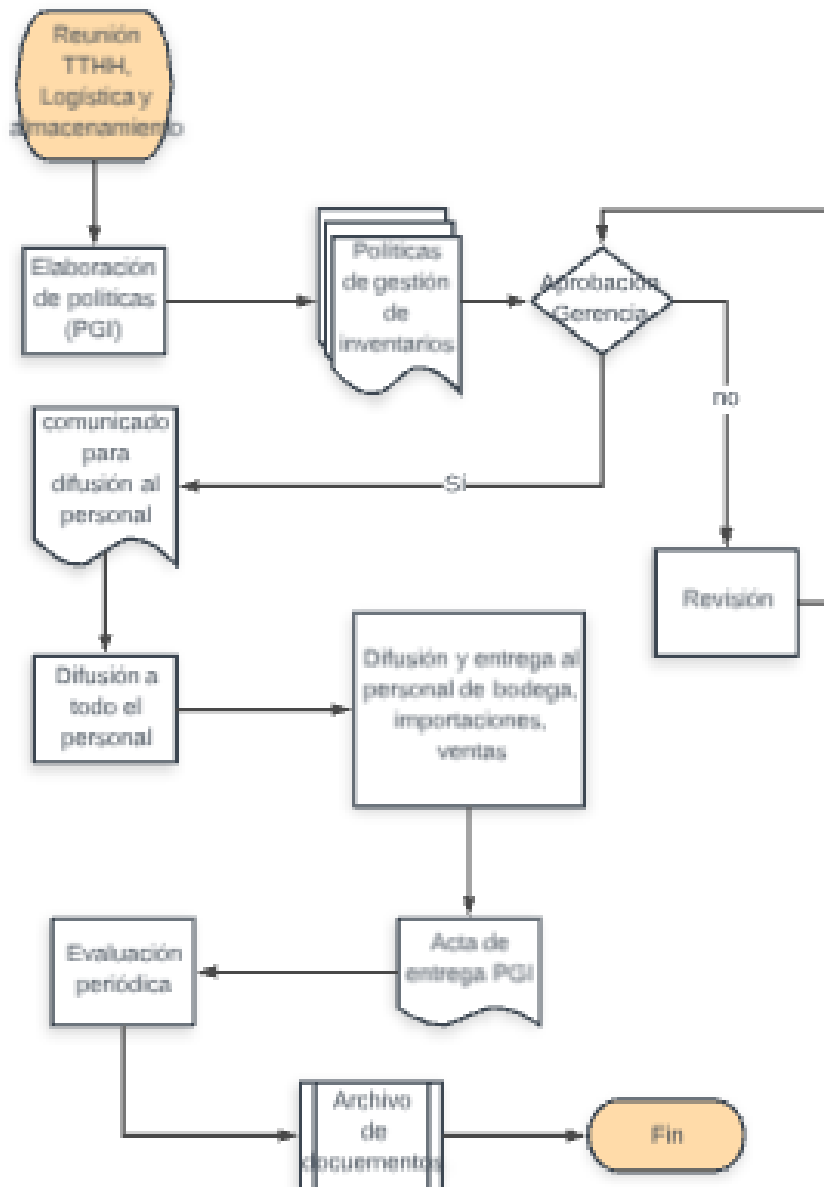 Reunión
TTHH,
Logística y
almacenamiento
Elaboración
de políticas
(PGI)
Políticas
de gestión
de
inventarios
Aprobación
Gerencia
no
comunicado
para
difusión al
personal
Si
Revisión
Difusión a
todo el
personal
Difusión y entrega al
personal de bodega,
importaciones,
ventas
Evaluación
periódica
Acta de
entrega PGI
Archivo
de
docuementos
Fin